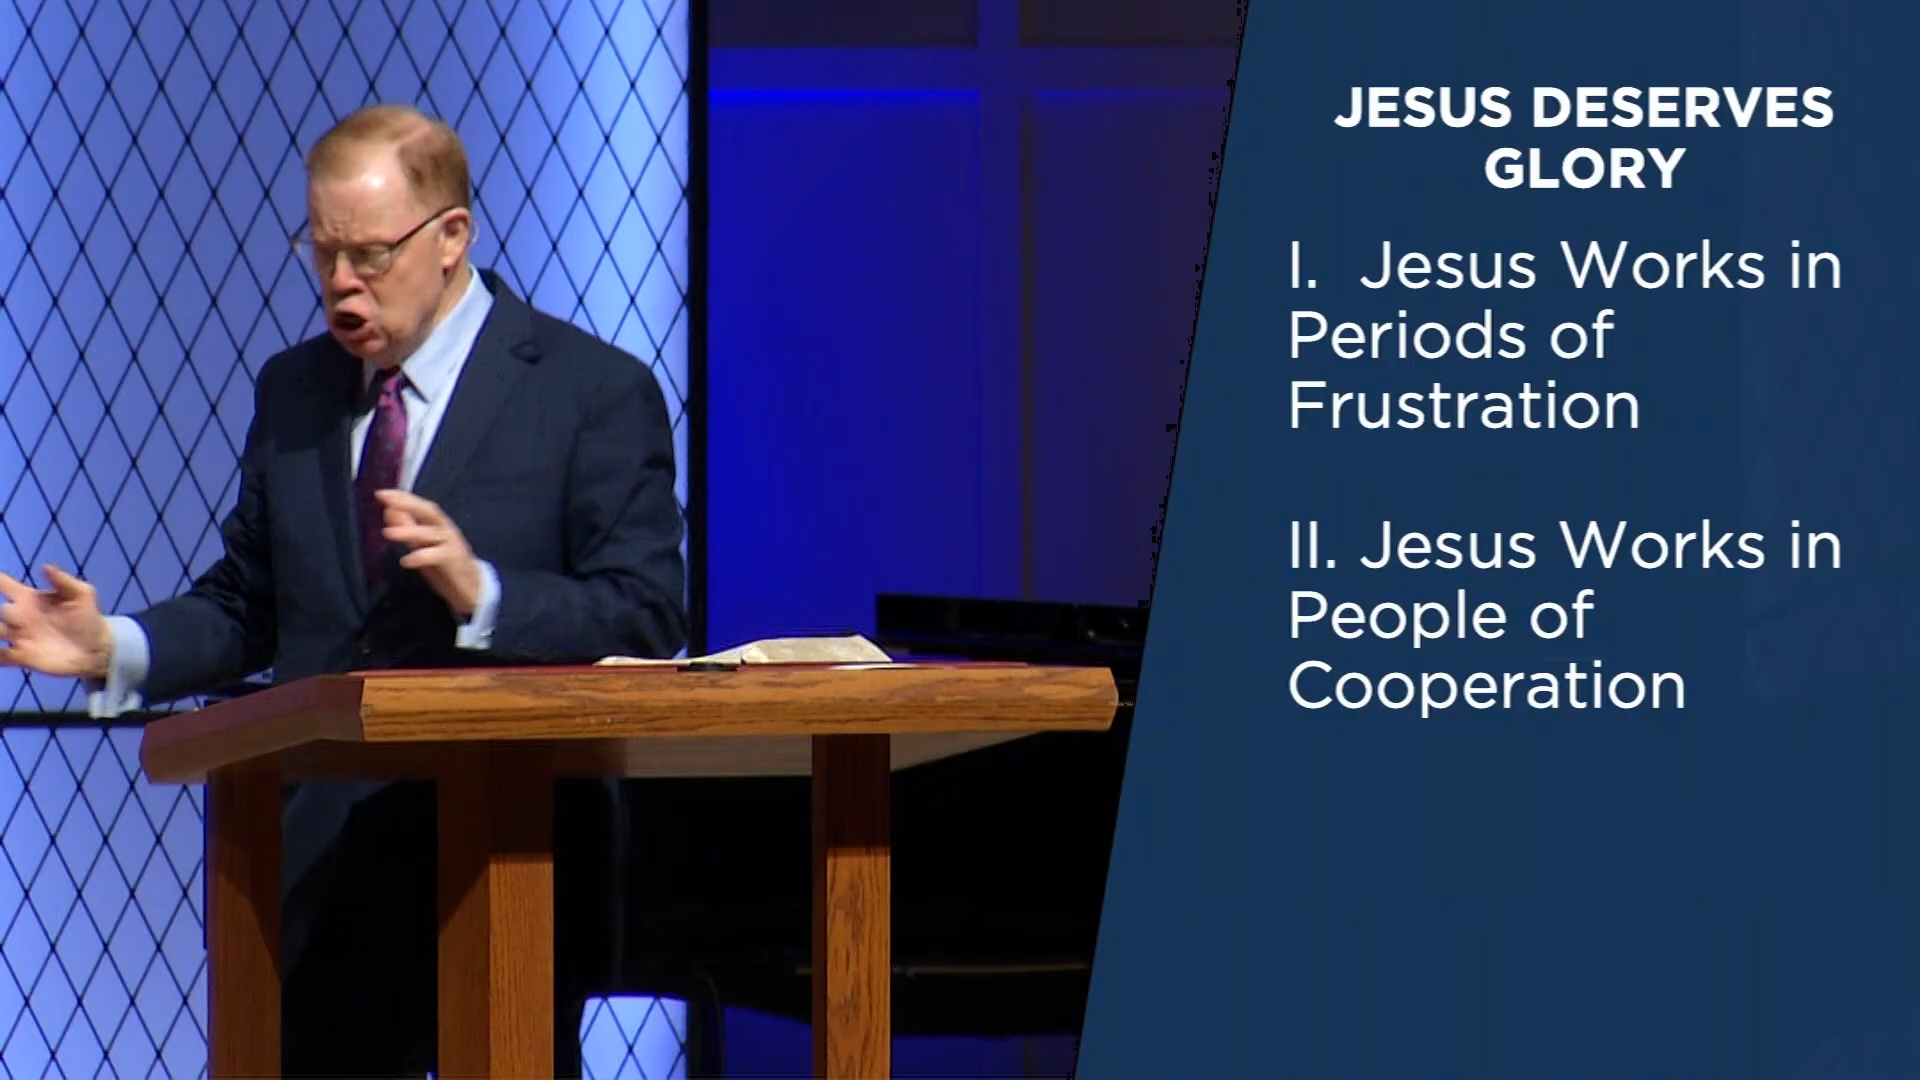 JESUS DESERVES
GLORY
I. Jesus Works in
Periods of
Frustration
II. Jesus Works in
People of
Cooperation